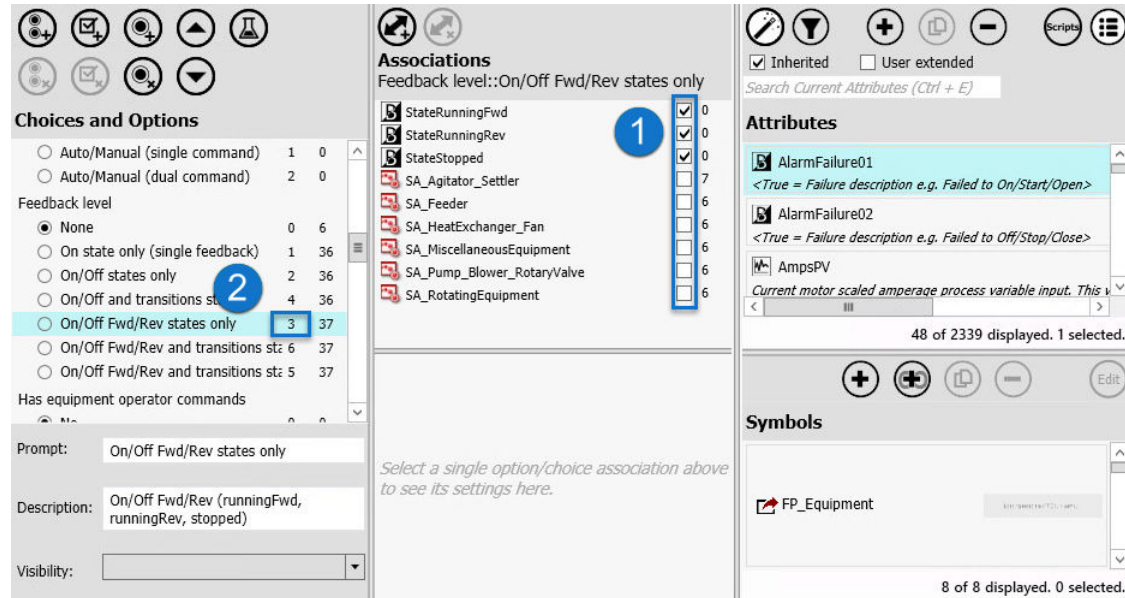 Choices and Options
Auto/Manual (single command) 1 0
Auto/Manual (dual command) 2 0
Feedback level
None 0 6
On state only (single feedback) 1 36
On/Off states only 2 36
On/Off and transitions st 4 36
2
On/Off Fwd/Rev states only 3 37
On/Off Fwd/Rev and transitions sta 6 37
On/Off Fwd/Rev and transitions sta 5 37
Has equipment operator commands
No 0 0
Prompt: On/Off Fwd/Rev states only
Description: On/Off Fwd/Rev (runningFwd,
runningRev, stopped)
Visibility:
Associations
Feedback level::On/Off Fwd/Rev states only
StateRunningFwd 0
StateRunningRev 0
StateStopped 0
1
SA_Agitator_Settler 7
SA_Feeder 6
SA_HeatExchanger_Fan 6
SA_MiscellaneousEquipment 6
SA_Pump_Blower_RotaryValve 6
SA_RotatingEquipment 6
Select a single option/choice association above
to see its settings here.
Scripts
Inherited User extended
Search Current Attributes (Ctrl + E)
Attributes
AlarmFailure01
<True = Failure description e.g. Failed to On/Start/Open>
AlarmFailure02
<True = Failure description e.g. Failed to Off/Stop/Close>
AmpsPV
Current motor scaled amperage process variable input. This
48 of 2339 displayed. 1 selected.
Edit
Symbols
FP_Equipment
8 of 8 displayed. 0 selected.